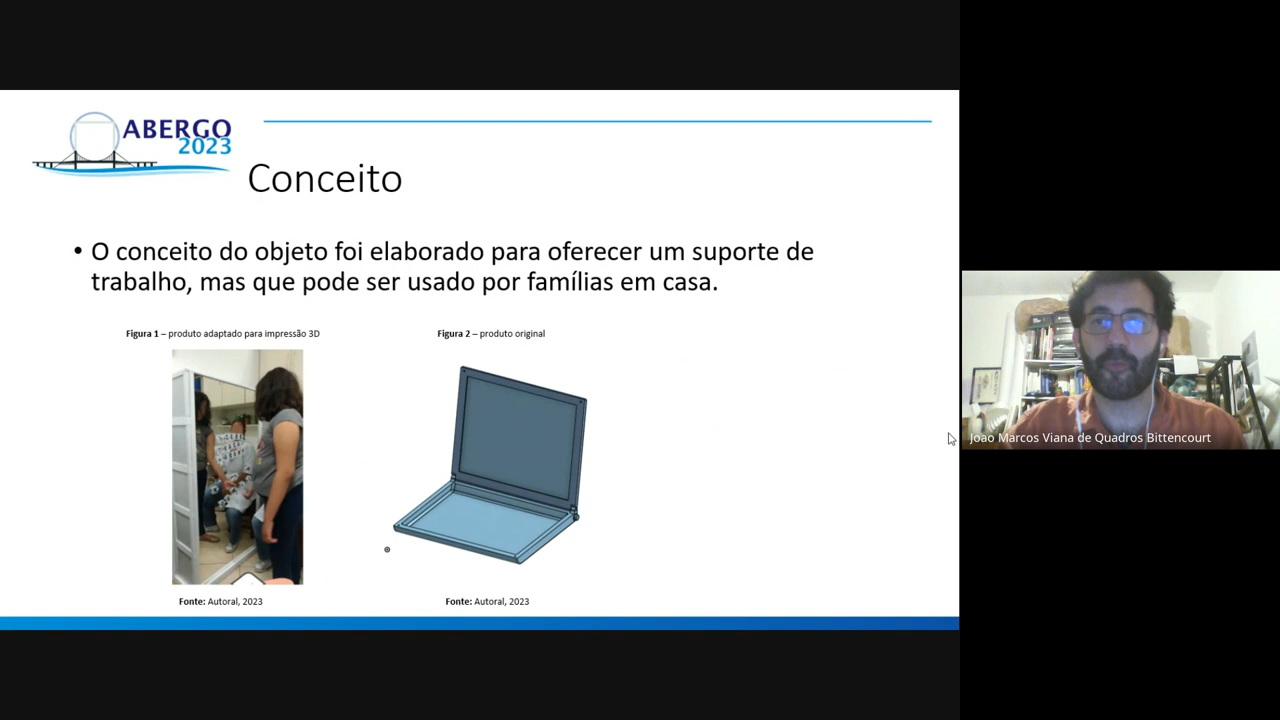 ABERGO
2023
Conceito
• O conceito do objeto foi elaborado para oferecer um suporte de
trabalho, mas que pode ser usado por famílias em casa.
Figura 1 – produto adaptado para impressão 3D
Figura 2 – produto original
Fonte: Autoral, 2023
Fonte: Autoral, 2023
Joao Marcos Viana de Quadros Bittencourt